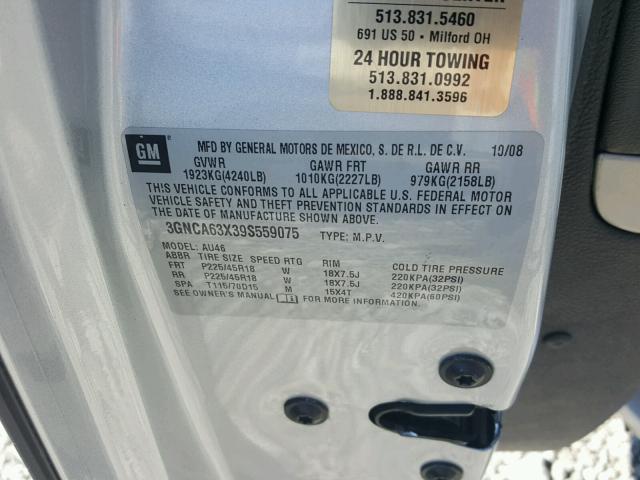 513.831.5460
691 US 50 • Milford OH
24 HOUR TOWING
513.831.0992
1.888.841.3596
GM®
MFD BY GENERAL MOTORS DE MEXICO, S. DE R.L. DE C.V. 10/08
GVWR GAWR FRT GAWR RR
1923KG(4240LB) 1010KG(2227LB) 979KG(2158LB)
THIS VEHICLE CONFORMS TO ALL APPLICABLE U.S. FEDERAL MOTOR
VEHICLE SAFETY AND THEFT PREVENTION STANDARDS IN EFFECT ON
THE DATE OF MANUFACTURE SHOWN ABOVE.
3GNCA63X39S559075 TYPE: M.P.V.
MODEL: AU46
ABBR TIRE SIZE SPEED RTG RIM COLD TIRE PRESSURE
FRT P225/45R18 W 18X7.5J 220KPA(32PSI)
RR P225/45R18 W 18X7.5J 220KPA(32PSI)
SPA T115/70D15 M 15X4T 420KPA(60PSI)
SEE OWNER'S MANUAL FOR MORE INFORMATION.